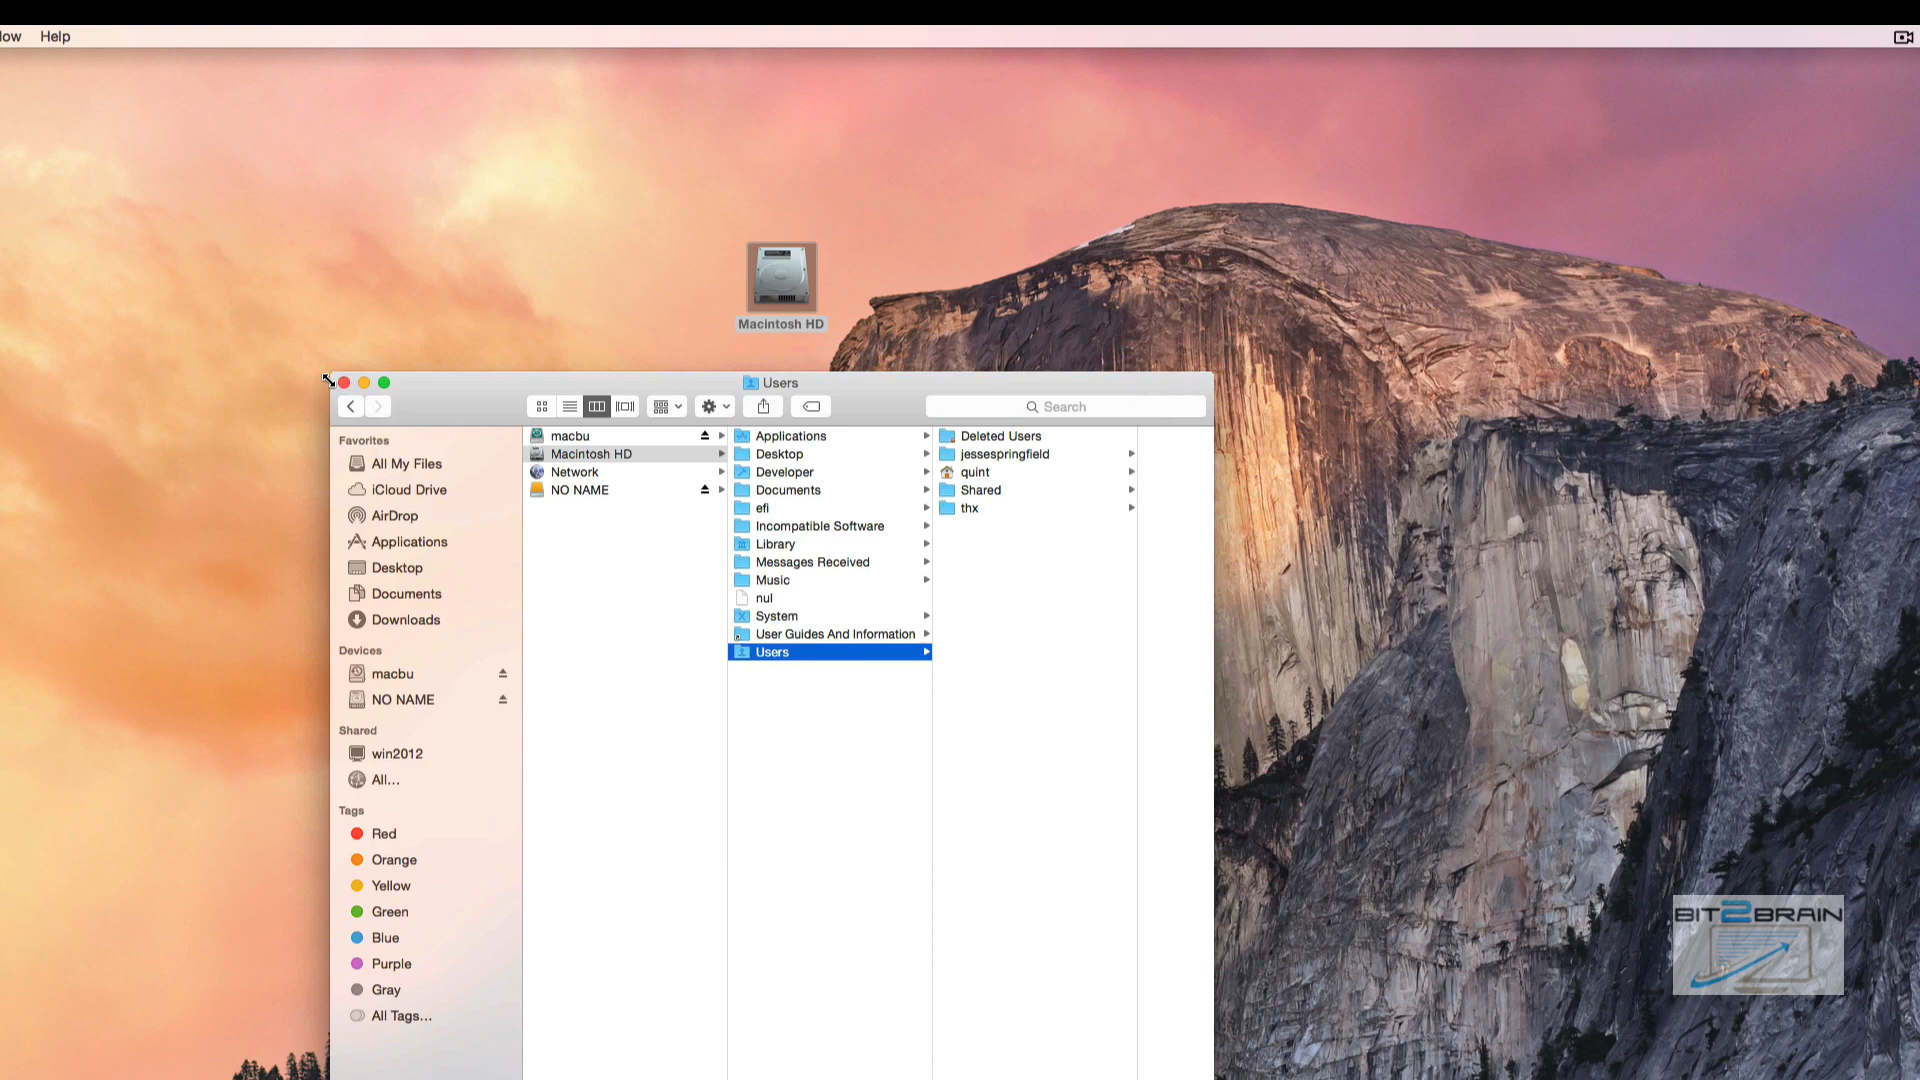 Help
Macintosh HD
Users
Search
Favorites
All My Files
iCloud Drive
AirDrop
Applications
Desktop
Documents
Downloads
Devices
macbu
NO NAME
Shared
win2012
All...
Tags
Red
Orange
Yellow
Green
Blue
Purple
Gray
All Tags...
macbu
Macintosh HD
Network
NO NAME
Applications
Desktop
Developer
Documents
efi
Incompatible Software
Library
Messages Received
Music
nul
System
User Guides And Information
Users
Deleted Users
jessespringfield
quint
Shared
thx
BIT2BRAIN